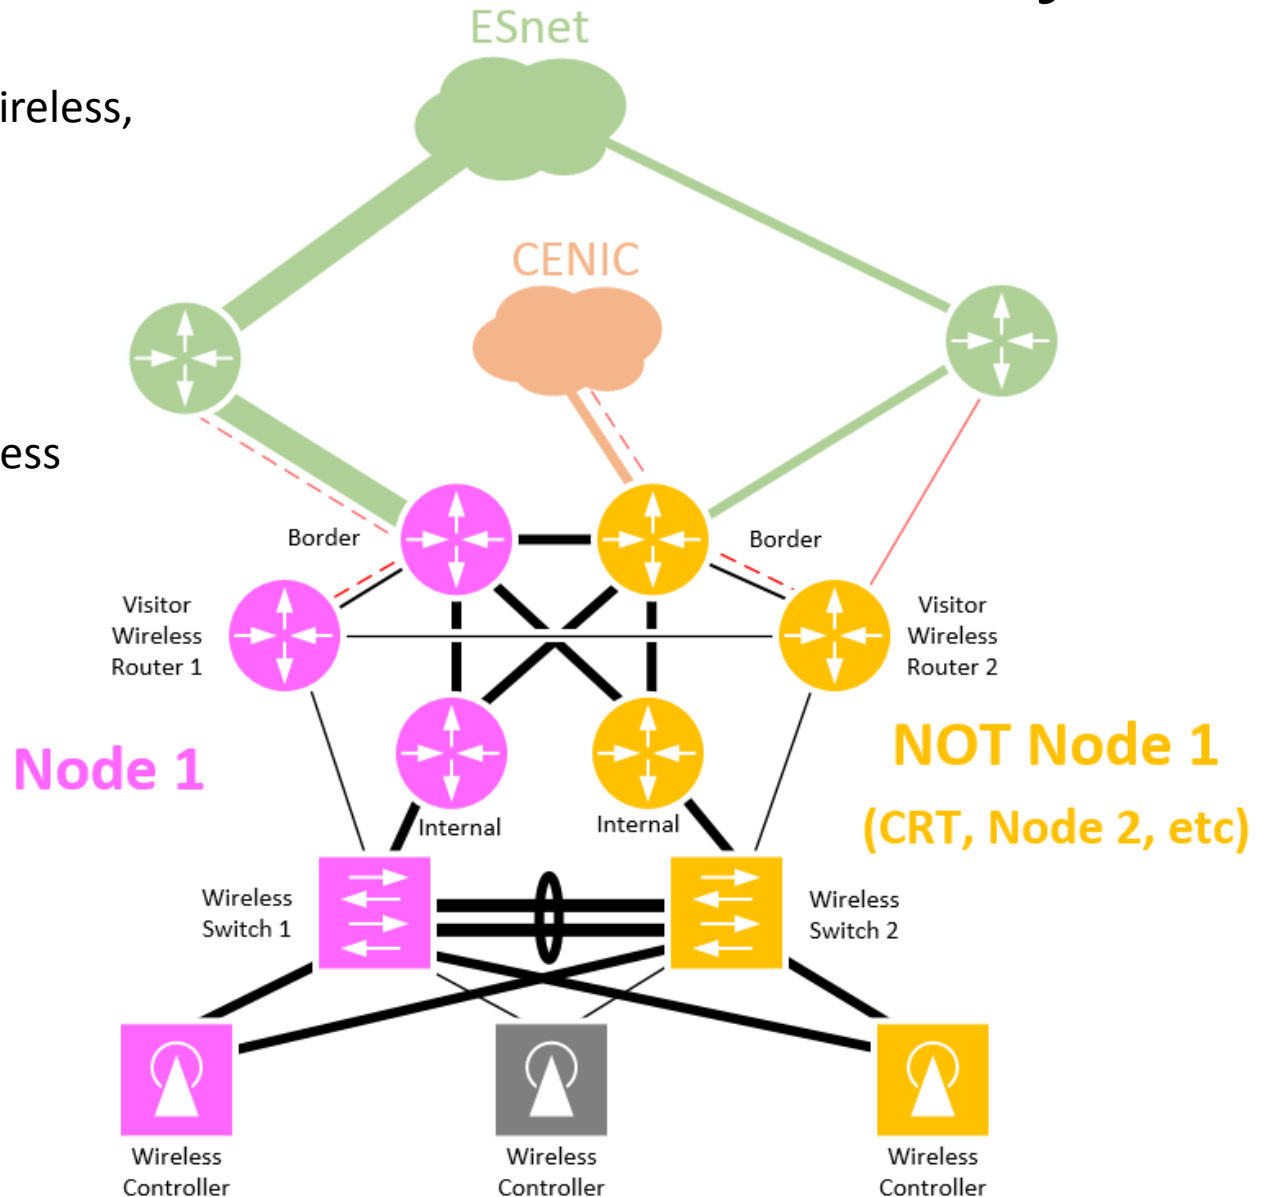 ESnet
ireless,
CENIC
ess
Border
Border
Visitor
Wireless
Router 1
Visitor
Wireless
Router 2
Node 1
NOT Node 1
(CRT, Node 2, etc)
Internal
Internal
Wireless
Switch 1
Wireless
Switch 2
Wireless
Controller
Wireless
Controller
Wireless
Controller